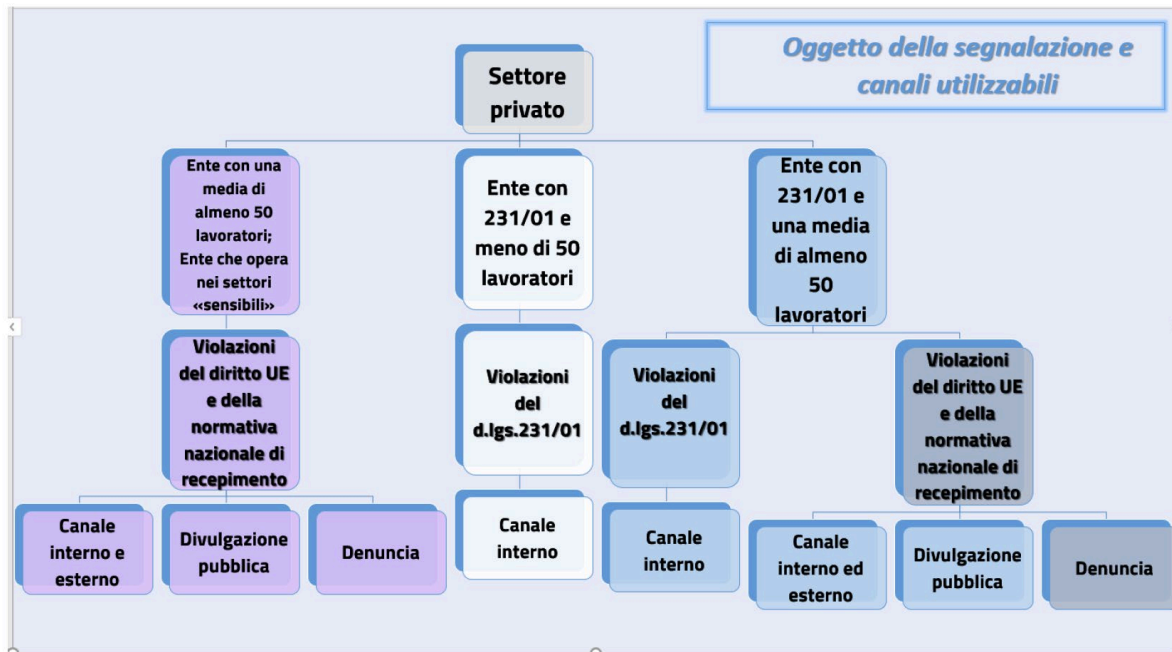 Oggetto della segnalazione e
canali utilizzabili
Settore
privato
Ente con una
media di
almeno 50
lavoratori;
Ente che opera
nei settori
«sensibili»
Ente con
231/01 e
meno di 50
lavoratori
Ente con
231/01 e
una media
di almeno
50
lavoratori
Violazioni
del diritto UE
e della
normativa
nazionale di
recepimento
Violazioni
del
d.lgs.231/01
Violazioni
del
d.lgs.231/01
Violazioni
del diritto UE
e della
normativa
nazionale di
recepimento
Canale
interno e
esterno
Divulgazione
pubblica
Denuncia
Canale
interno
Canale
interno
Canale
interno ed
esterno
Divulgazione
pubblica
Denuncia